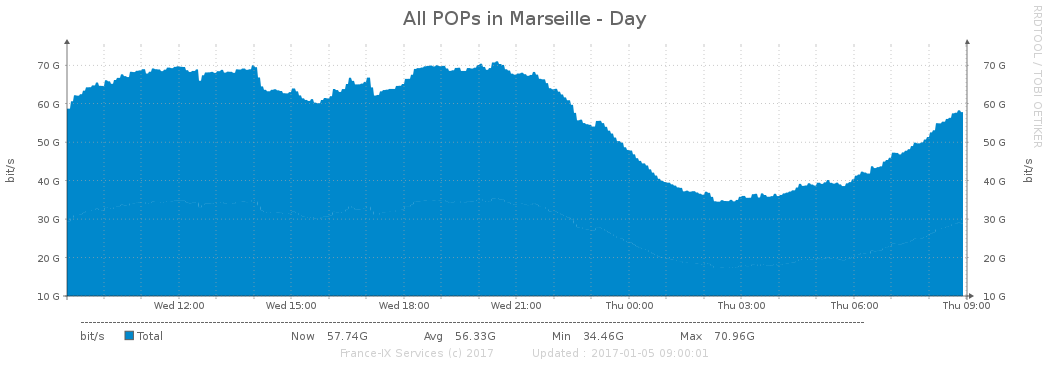 All POPs in Marseille - Day
RRDTOOL / TOBI OETIKER
bit/s
70 G 70 G
60 G 60 G
50 G 50 G
40 G 40 G
30 G 30 G
20 G 20 G
10 G 10 G
bit/s
Wed 12:00 Wed 15:00 Wed 18:00 Wed 21:00 Thu 00:00 Thu 03:00 Thu 06:00 Thu 09:00
bit/s Total Now 57.74G Avg 56.33G Min 34.46G Max 70.96G
France-IX Services (c) 2017 Updated : 2017-01-05 09:00:01